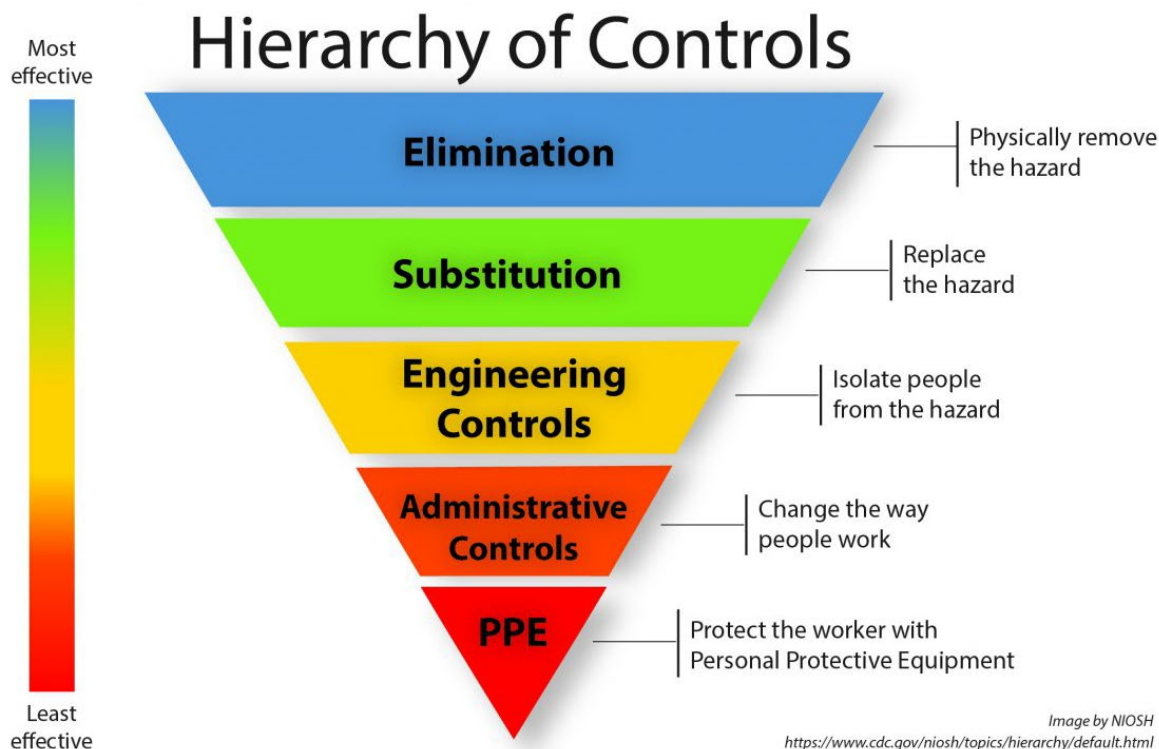 Hierarchy of Controls
Most
effective
Elimination
Physically remove
the hazard
Substitution
Replace
the hazard
Engineering
Controls
Isolate people
from the hazard
Administrative
Controls
Change the way
people work
PPE
Protect the worker with
Personal Protective Equipment
Least
effective
Image by NIOSH
https://www.cdc.gov/niosh/topics/hierarchy/default.html